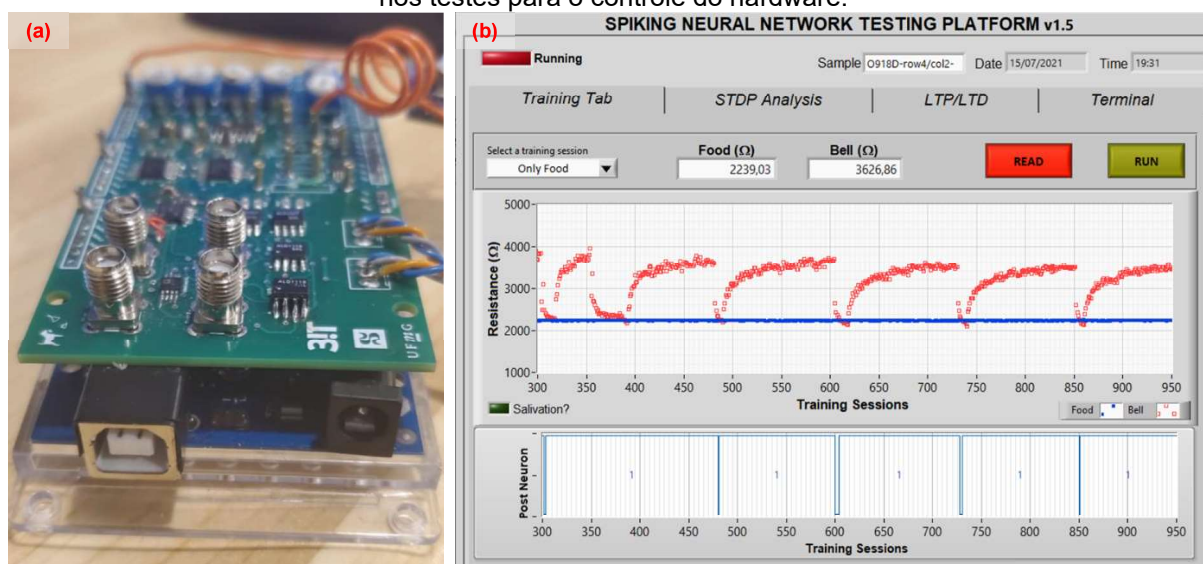 nos testes para o controle do hardware.
(a)
3IT
UFMG
(b)
SPIKING NEURAL NETWORK TESTING PLATFORM v1.5
Running
Sample O918D-row4/col2- Date 15/07/2021 Time 19:31
Training Tab STDP Analysis LTP/LTD Terminal
Select a training session
Only Food
Food (Ω) Bell (Ω)
2239,03 3626,86
READ RUN
Resistance (Ω)
5000
4000
3000
2000
1000
300 350 400 450 500 550 600 650 700 750 800 850 900 950
Salivation? Training Sessions Food Bell
Post Neuron
1 1 1 1 1
300 350 400 450 500 550 600 650 700 750 800 850 900 950
Training Sessions